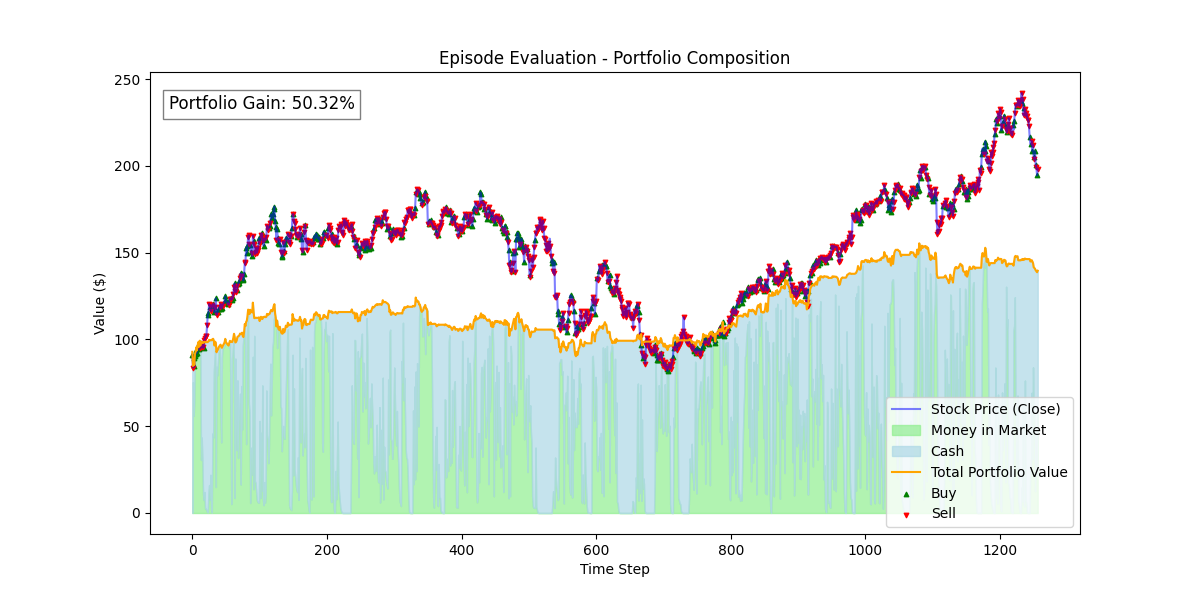 Episode Evaluation - Portfolio Composition
Portfolio Gain: 50.32%
Value ($)
250
200
150
100
50
0
0
200
400
600
800
1000
1200
Time Step
Stock Price (Close)
Money in Market
Cash
Total Portfolio Value
Buy
Sell